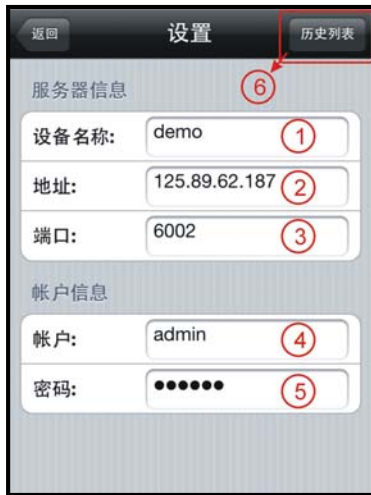 返回 设置 历史列表
⑥
服务器信息
设备名称: demo ①
地址: 125.89.62.187 ②
端口: 6002 ③
帐户信息
帐户: admin ④
密码: ●●●●●● ⑤